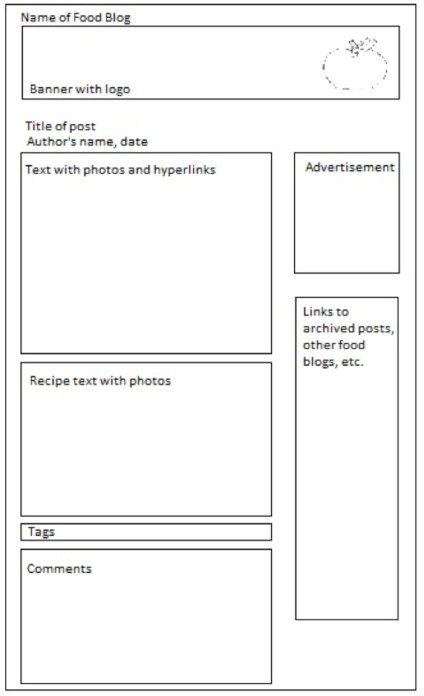 Name of Food Blog
Banner with logo
Title of post
Author's name, date
Text with photos and hyperlinks
Advertisement
Links to
archived posts,
other food
blogs, etc.
Recipe text with photos
Tags
Comments